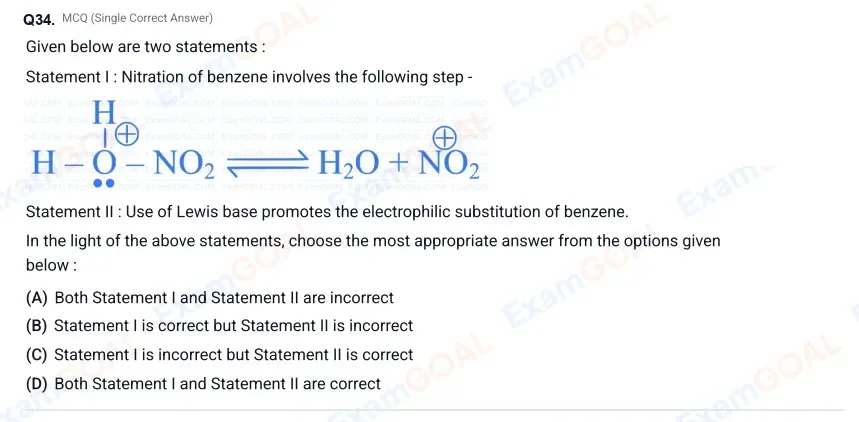 Q34. MCQ (Single Correct Answer)
Given below are two statements :
Statement I : Nitration of benzene involves the following step -
H
| ⊕
H – O – NO₂ ⇌ H₂O + N⊕O₂
••
Statement II : Use of Lewis base promotes the electrophilic substitution of benzene.
In the light of the above statements, choose the most appropriate answer from the options given
below :
(A) Both Statement I and Statement II are incorrect
(B) Statement I is correct but Statement II is incorrect
(C) Statement I is incorrect but Statement II is correct
(D) Both Statement I and Statement II are correct
ExamGOAL
ExamGOAL
ExamGOAL